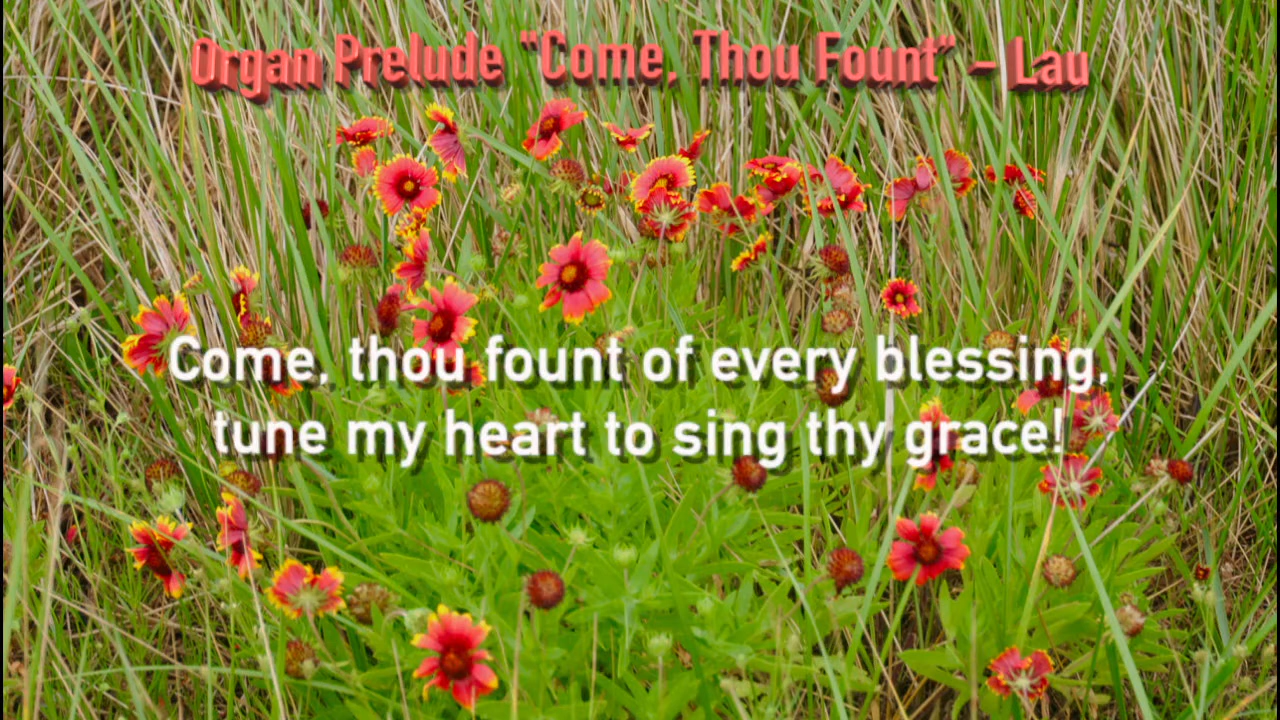 Organ Prelude "Come, Thou Fount" - Lau
Come, thou fount of every blessing,
tune my heart to sing thy grace!